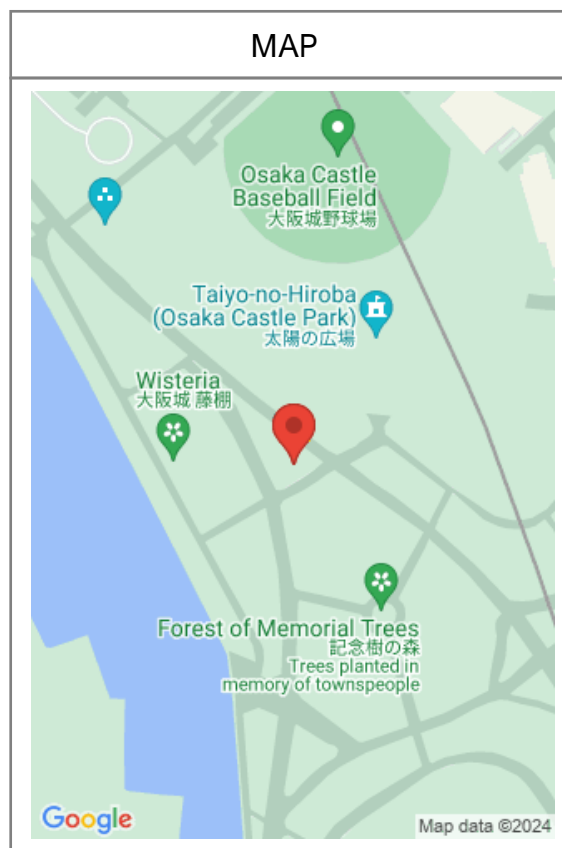 MAP
Osaka Castle
Baseball Field
大阪城野球場
Taiyo-no-Hiroba
(Osaka Castle Park)
太陽の広場
Wisteria
大阪城 藤棚
Forest of Memorial Trees
記念樹の森
Trees planted in
memory of townspeople
Google
Map data ©2024